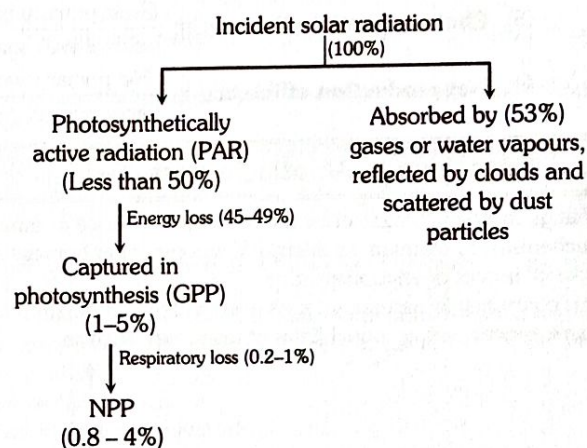 Incident solar radiation
(100%)
Photosynthetically
active radiation (PAR)
(Less than 50%)
Absorbed by (53%)
gases or water vapours,
reflected by clouds and
scattered by dust
particles
Energy loss (45–49%)
Captured in
photosynthesis (GPP)
(1–5%)
Respiratory loss (0.2–1%)
NPP
(0.8 – 4%)